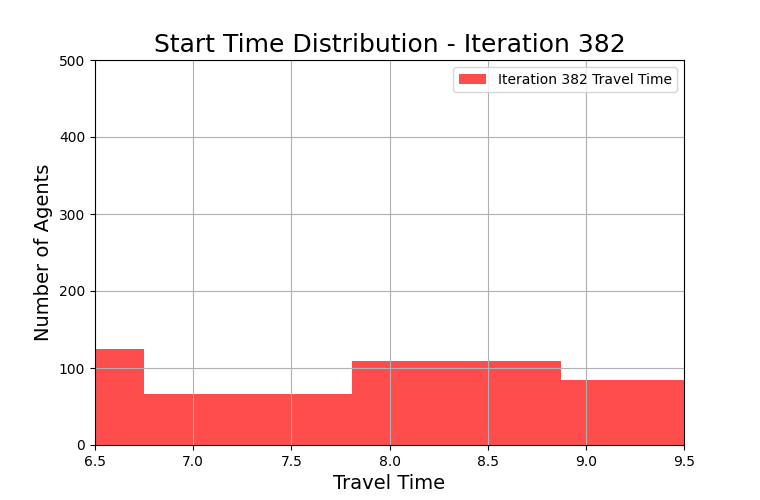 Start Time Distribution - Iteration 382
Iteration 382 Travel Time
Number of Agents
500
400
300
200
100
0
6.5 7.0 7.5 8.0 8.5 9.0 9.5
Travel Time